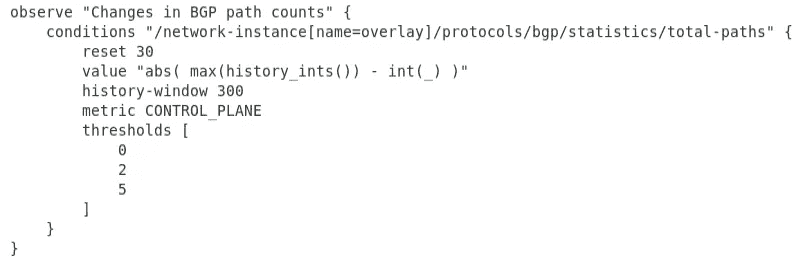 observe "Changes in BGP path counts" {
    conditions "/network-instance[name=overlay]/protocols/bgp/statistics/total-paths" {
        reset 30
        value "abs( max(history_ints()) - int(_) )"
        history-window 300
        metric CONTROL_PLANE
        thresholds [
            0
            2
            5
        ]
    }
}